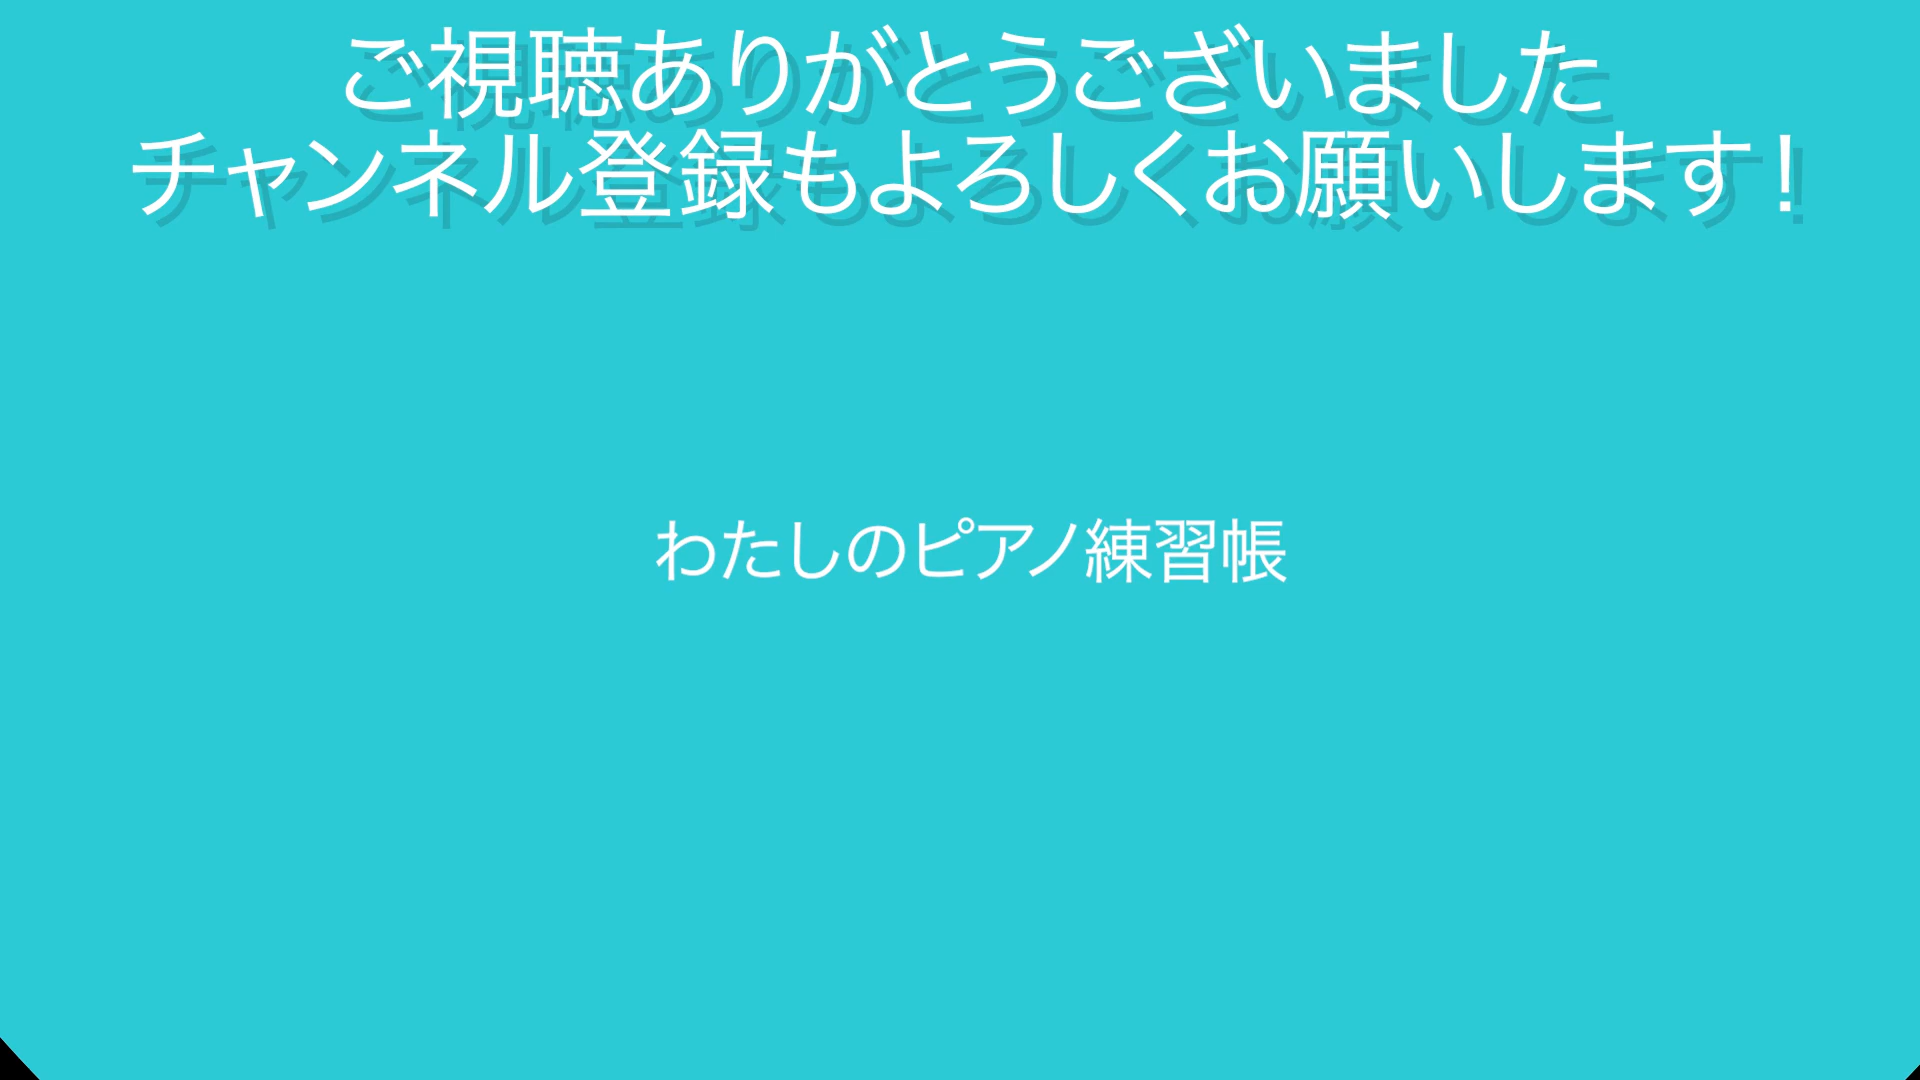 ご視聴ありがとうございました
チャンネル登録もよろしくお願いします！
わたしのピアノ練習帳